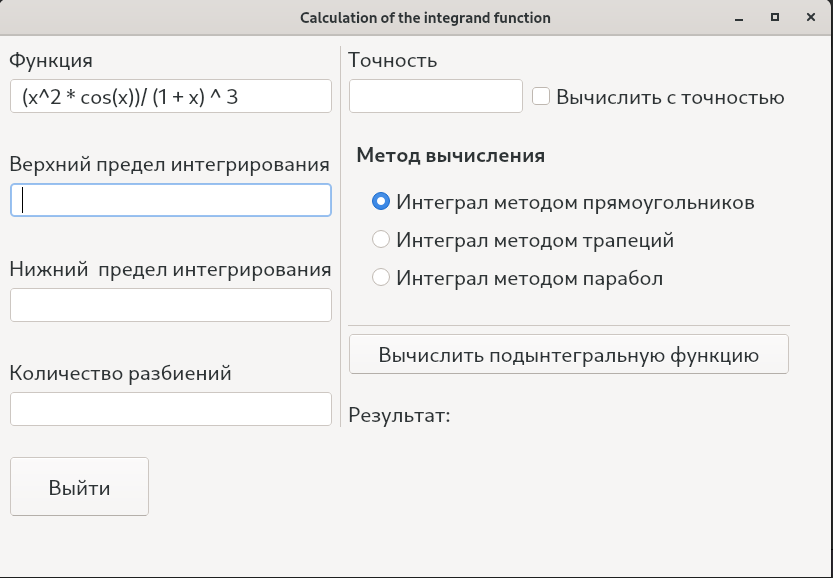 Calculation of the integrand function
Функция
(x^2 * cos(x))/ (1 + x) ^ 3
Верхний предел интегрирования
Нижний  предел интегрирования
Количество разбиений
Выйти
Точность
Вычислить с точностью
Метод вычисления
Интеграл методом прямоугольников
Интеграл методом трапеций
Интеграл методом парабол
Вычислить подынтегральную функцию
Результат: